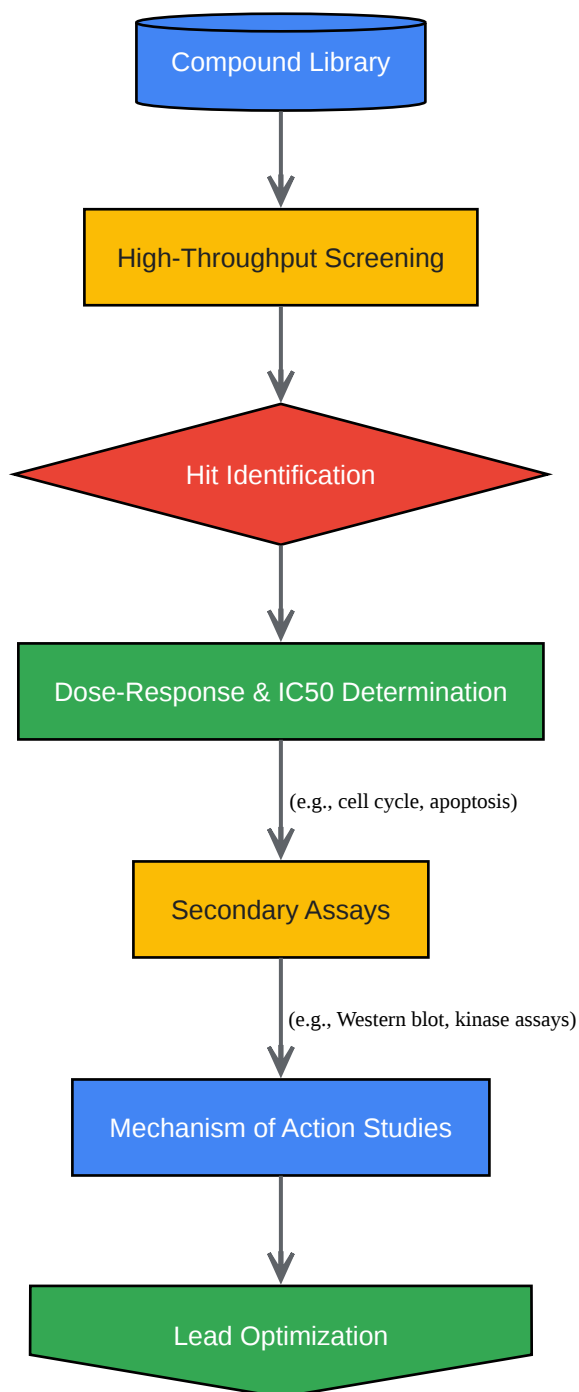 Compound Library
High-Throughput Screening
Hit Identification
Dose-Response & IC50 Determination
(e.g., cell cycle, apoptosis)
Secondary Assays
(e.g., Western blot, kinase assays)
Mechanism of Action Studies
Lead Optimization